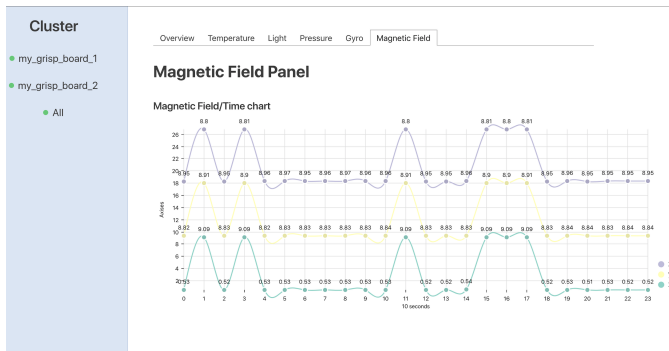 Cluster
my_grisp_board_1
my_grisp_board_2
All
Overview Temperature Light Pressure Gyro Magnetic Field
Magnetic Field Panel
Magnetic Field/Time chart
8.8 8.81 8.8 8.81 8.8 8.81
26
24
22
20
8.95 8.95 8.96 8.97 8.95 8.96 8.97 8.96 8.95 8.95 8.95 8.96 8.95 8.96 8.95 8.95 8.95 8.95
8.91 8.9 8.91 8.9 8.9 8.91
18
16
14
12
Axises
10
8.82 8.83 8.82 8.83 8.83 8.83 8.83 8.83 8.84 8.83 8.83 8.83 8.83 8.84 8.84 8.83 8.84 8.84
9.09 9.09 9.09 9.09 9.09 9.09
8
6
4
2
0.53 0.52 0.53 0.53 0.53 0.53 0.53 0.53 0.53 0.52 0.52 0.54 0.52 0.53 0.51 0.53 0.52 0.52
0 1 2 3 4 5 6 7 8 9 10 11 12 13 14 15 16 17 18 19 20 21 22 23
10 seconds